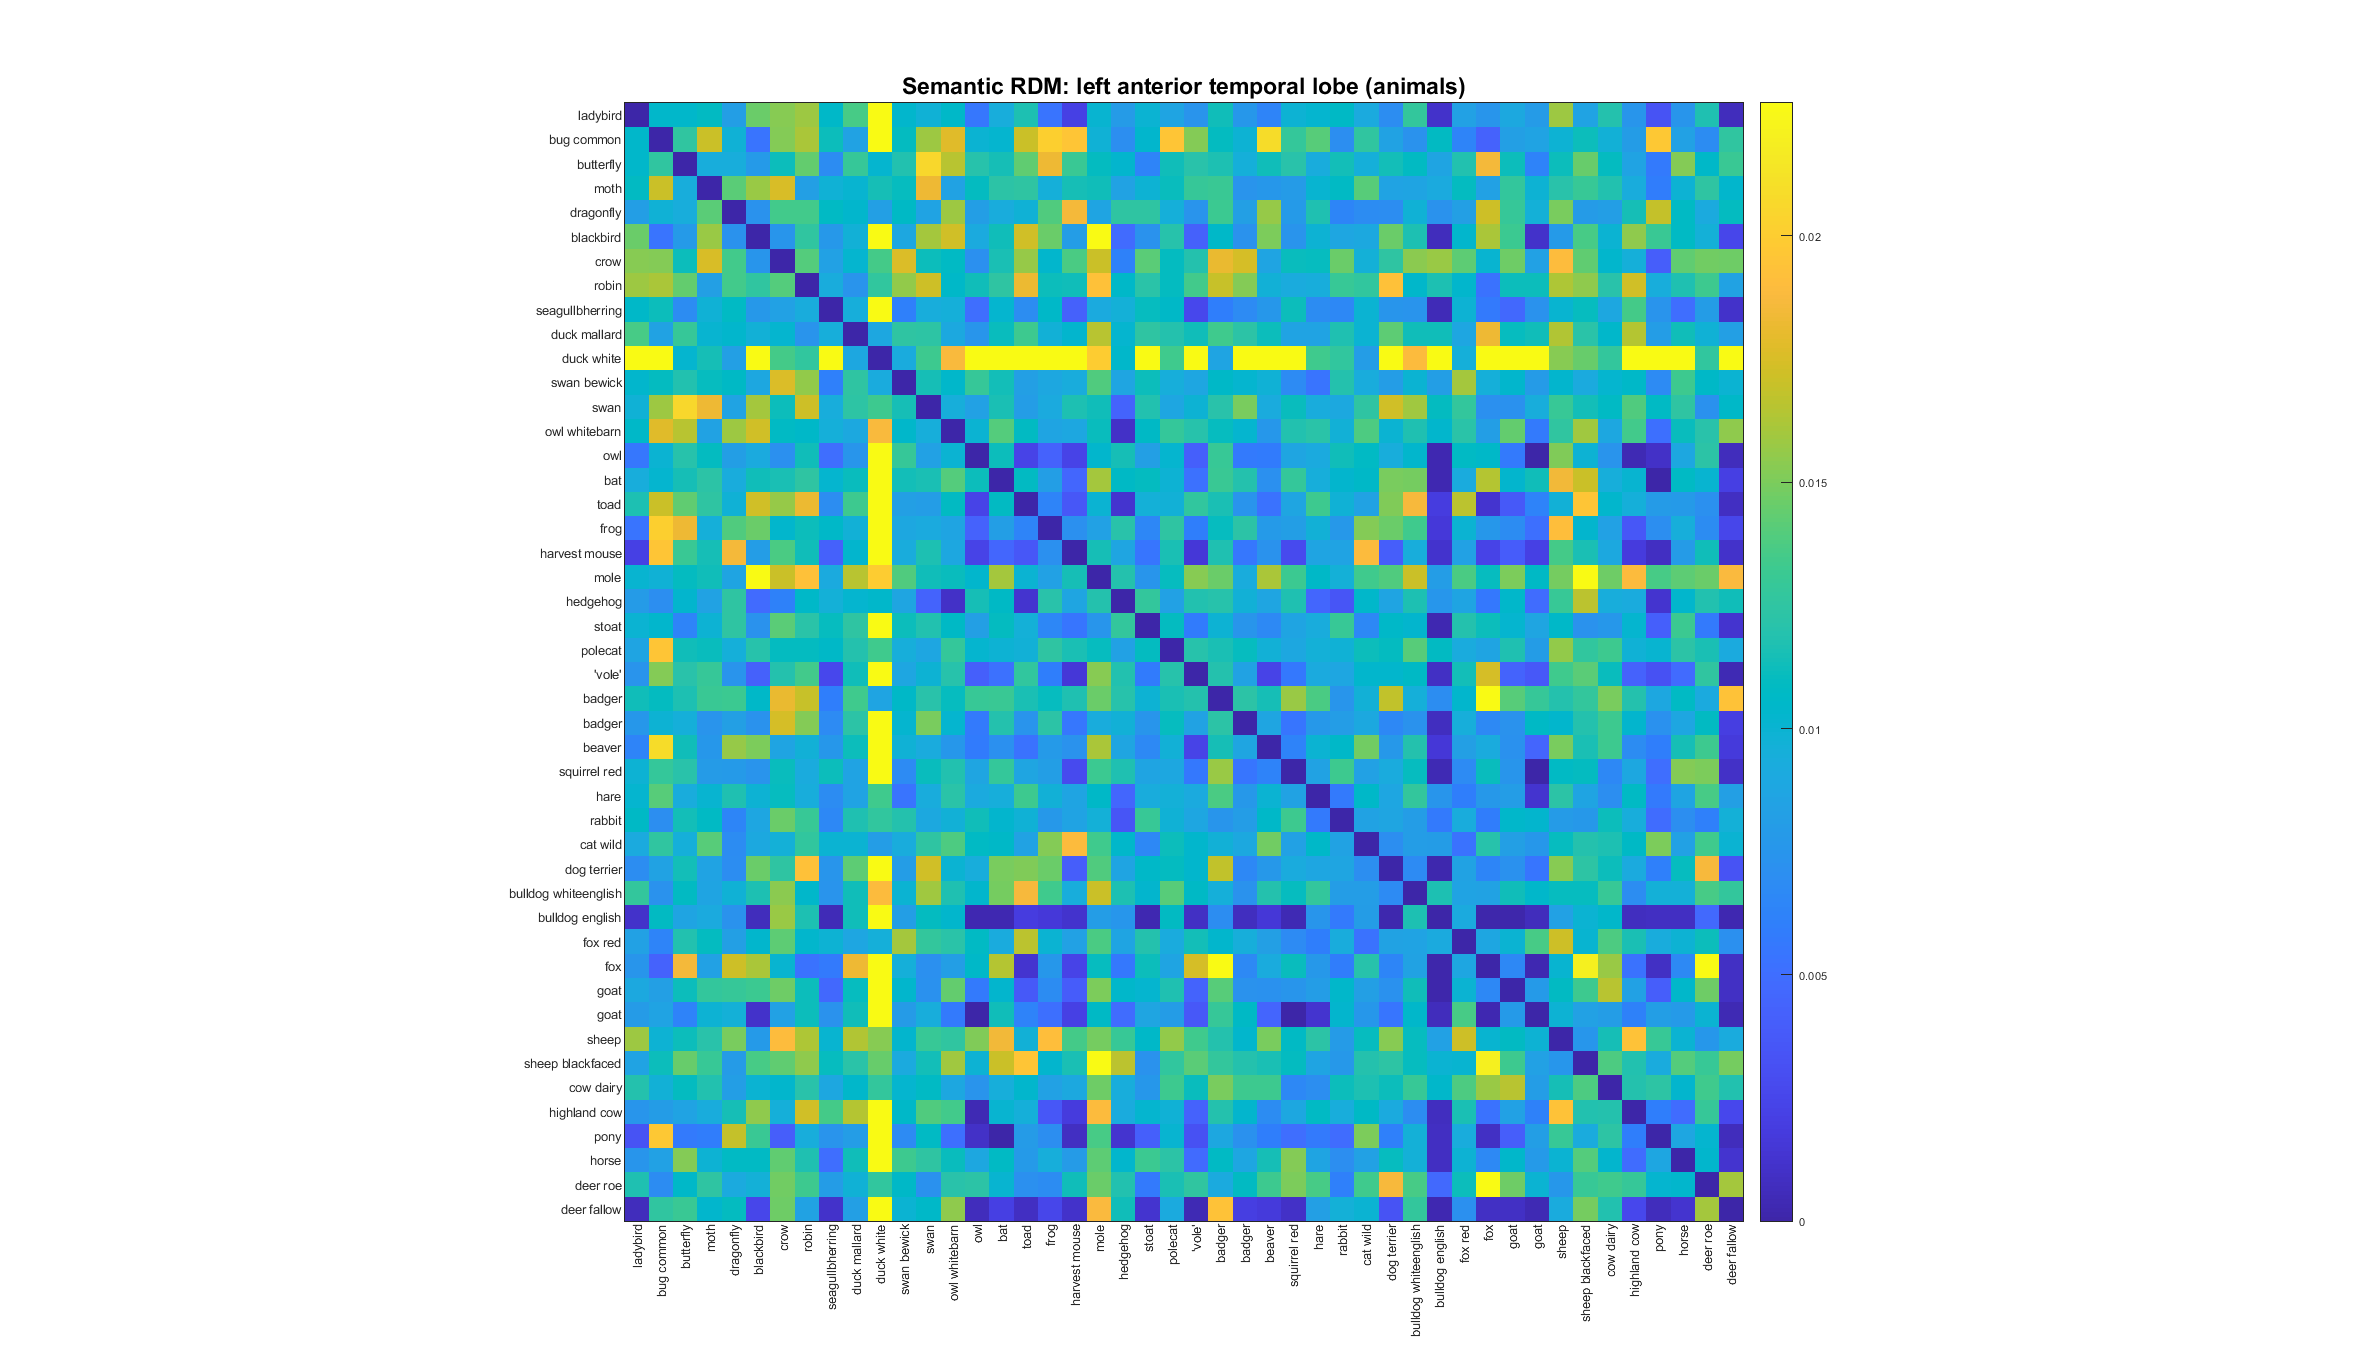 Semantic RDM: left anterior temporal lobe (animals)
ladybird
bug common
butterfly
moth
dragonfly
blackbird
crow
robin
seagullbherring
duck mallard
duck white
swan bewick
swan
owl whitebarn
owl
bat
toad
frog
harvest mouse
mole
hedgehog
stoat
polecat
'vole'
badger
badger
beaver
squirrel red
hare
rabbit
cat wild
dog terrier
bulldog whiteenglish
bulldog english
fox red
fox
goat
goat
sheep
sheep blackfaced
cow dairy
highland cow
pony
horse
deer roe
deer fallow
ladybird
bug common
butterfly
moth
dragonfly
blackbird
crow
robin
seagullbherring
duck mallard
duck white
swan bewick
swan
owl whitebarn
owl
bat
toad
frog
harvest mouse
mole
hedgehog
stoat
polecat
'vole'
badger
badger
beaver
squirrel red
hare
rabbit
cat wild
dog terrier
bulldog whiteenglish
bulldog english
fox red
fox
goat
goat
sheep
sheep blackfaced
cow dairy
highland cow
pony
horse
deer roe
deer fallow
0.02
0.015
0.01
0.005
0